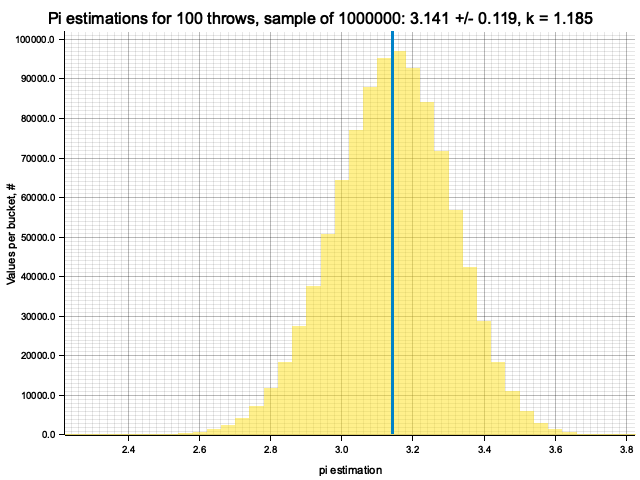 Pi estimations for 100 throws, sample of 1000000: 3.141 +/- 0.119, k = 1.185
100000.0
90000.0
80000.0
70000.0
60000.0
50000.0
40000.0
30000.0
20000.0
10000.0
0.0
Values per bucket, #
2.4 2.6 2.8 3.0 3.2 3.4 3.6 3.8
pi estimation